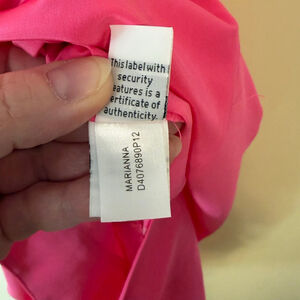 This label with
security
features is a
certificate of
authenticity.
MARIANNA
D4076890P12